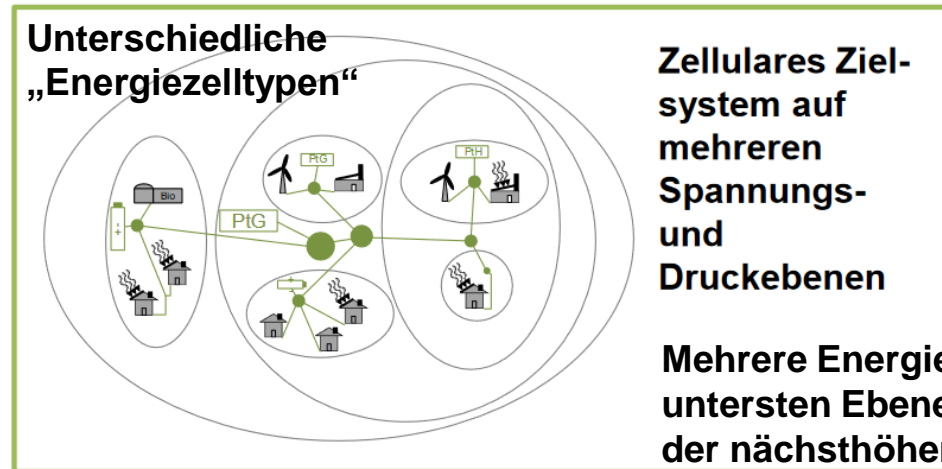 Unterschiedliche
„Energiezelltypen“
Zellulares Ziel-
system auf
mehreren
Spannungs-
und
Druckebenen
Mehrere Energie
untersten Ebene
der nächsthöher
PtG
PtH
Bio
PtG
-
+